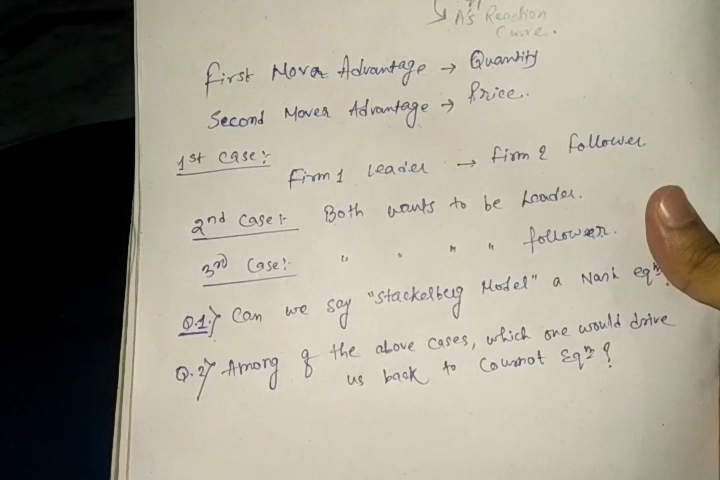 ↳ A's Reaction
Curve.
First Mover Advantage → Quantity
Second Mover Advantage → Price.
1st Case:-
Firm 1 leader → Firm 2 follower.
2nd Case:- Both wants to be Leader.
3rd Case:- " " " " follower.
Q.1.) Can we say "Stackelberg Model" a Nash eqn?
Q.2) Among of the above cases, which one would drive
us back to Cournot Eqn?